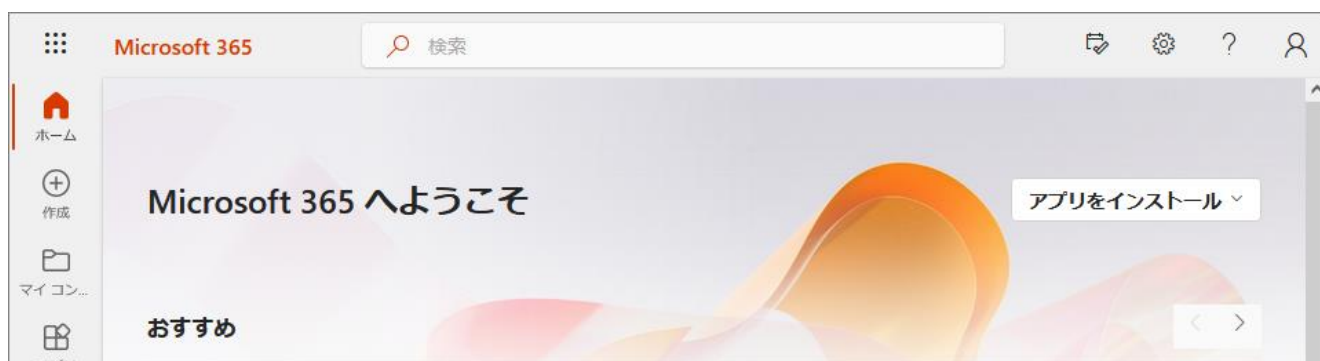 Microsoft 365
検索
ホーム
作成
マイ コン...
Microsoft 365 へようこそ
アプリをインストール
おすすめ